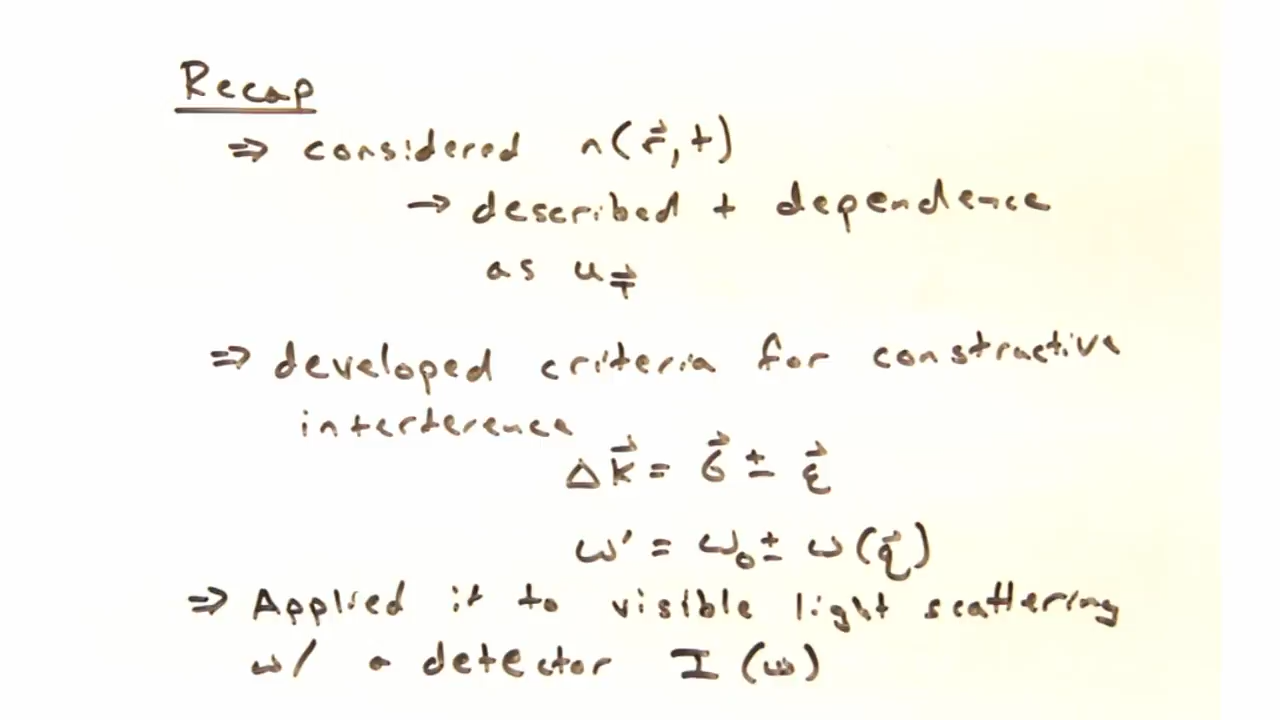 Recap
⇒ considered n(r⃗, t)
→ described t dependence
as u_T⃗
⇒ developed criteria for constructive
interference
Δk⃗ = G⃗ ± q⃗
ω' = ω₀ ± ω(q⃗)
⇒ Applied it to visible light scattering
w/ a detector I(ω)